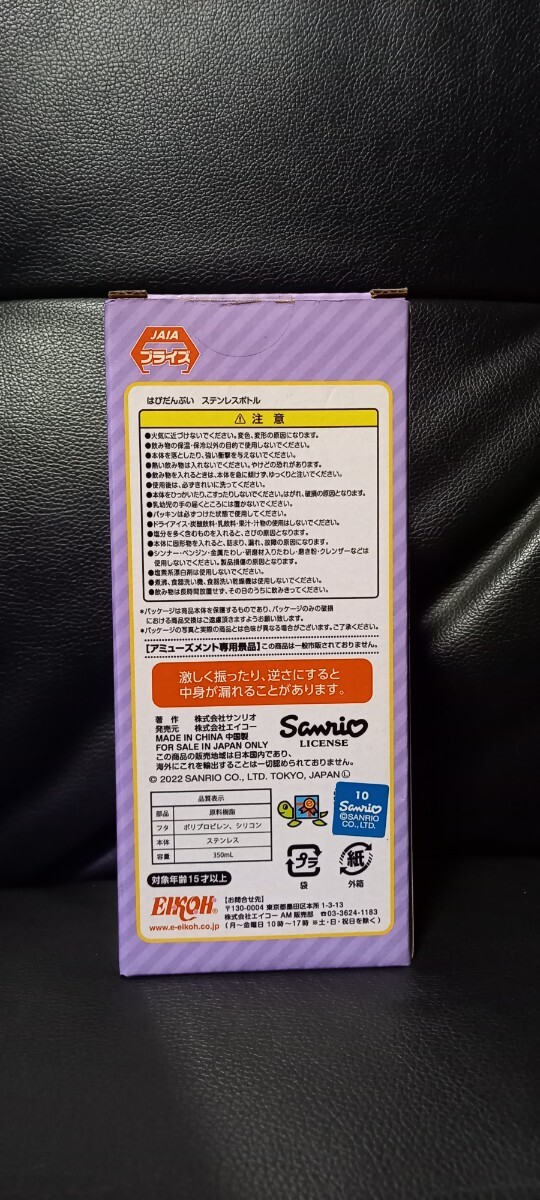 JAIA
プライズ
はぴだんぶい ステンレスボトル
⚠ 注意
●火気に近づけないでください。変色、変形の原因になります。
●飲み物の保温・保冷以外の目的で使用しないでください。
●本体を落としたり、強い衝撃を与えないでください。
●熱い飲み物は入れないでください。やけどの恐れがあります。
●飲み物を入れるときは、本体を急に傾けず、ゆっくりと注いでください。
●使用後は、必ずきれいに洗ってください。
●本体をひっかいたり、こすったりしないでください。はがれ、破損の原因となります。
●乳幼児の手の届くところには置かないでください。
●パッキンは必ずつけた状態で使用してください。
●ドライアイス・炭酸飲料・乳飲料・果汁・汁物の使用はしないでください。
●塩分を多く含むものを入れると、さびの原因となります。
●本体に固形物を入れると、詰まり、漏れ、故障の原因になります。
●シンナー・ベンジン・金属たわし・研磨材入りたわし・磨き粉・クレンザーなどは
使用しないでください。製品損傷の原因となります。
●塩素系漂白剤は使用しないでください。
●煮沸、食器洗い機、食器洗い乾燥機は使用しないでください。
●飲み物は長時間放置せず、その日のうちに飲みきってください。
*パッケージは商品本体を保護するものであり、パッケージのみの破損
における商品交換はご遠慮頂きますようお願い致します。
*パッケージの写真と実際の商品とは色味が異なる場合がございます。ご了承ください。
【アミューズメント専用景品】この商品は一般市販されておりません。
激しく振ったり、逆さにすると
中身が漏れることがあります。
著作 株式会社サンリオ
発売元 株式会社エイコー
MADE IN CHINA 中国製
FOR SALE IN JAPAN ONLY
Sanrio
LICENSE
この商品の販売地域は日本国内であり、
海外にこれを輸出することは一切認められておりません。
© 2022 SANRIO CO., LTD. TOKYO, JAPAN Ⓛ
品質表示
部品 原料樹脂
フタ ポリプロピレン、シリコン
本体 ステンレス
容量 350mL
10
Sanrio
©SANRIO
CO., LTD.
プラ
袋
紙
外箱
対象年齢15才以上
EIKOH®
www.e-eikoh.co.jp
【お問合せ先】
〒130-0004 東京都墨田区本所 1-3-13
株式会社エイコー AM 販売部 ☎03-3624-1183
(月〜金曜日 10時〜17時 ※土・日・祝日を除く)